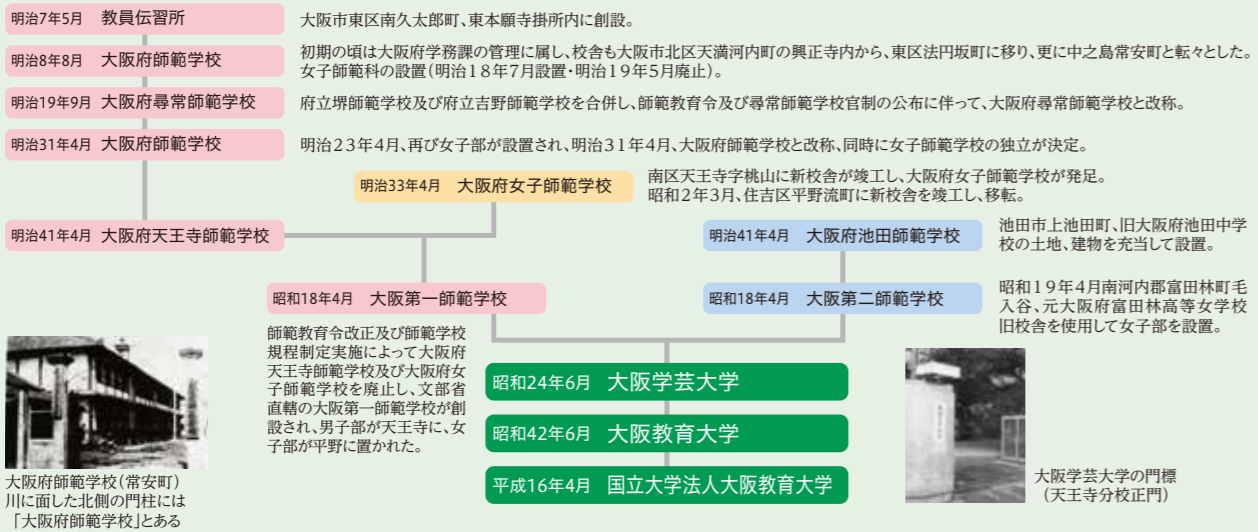 明治7年5月 教員伝習所
大阪市東区南久太郎町、東本願寺掛所内に創設。
明治8年8月 大阪府師範学校
初期の頃は大阪府学務課の管理に属し、校舎も大阪市北区天満河内町の興正寺内から、東区法円坂町に移り、更に中之島常安町と転々とした。
女子師範科の設置(明治18年7月設置・明治19年5月廃止)。
明治19年9月 大阪府尋常師範学校
府立堺師範学校及び府立吉野師範学校を合併し、師範教育令及び尋常師範学校官制の公布に伴って、大阪府尋常師範学校と改称。
明治31年4月 大阪府師範学校
明治23年4月、再び女子部が設置され、明治31年4月、大阪府師範学校と改称、同時に女子師範学校の独立が決定。
明治33年4月 大阪府女子師範学校
南区天王寺字桃山に新校舎が竣工し、大阪府女子師範学校が発足。
昭和2年3月、住吉区平野流町に新校舎を竣工し、移転。
明治41年4月 大阪府天王寺師範学校
明治41年4月 大阪府池田師範学校
池田市上池田町、旧大阪府池田中学
校の土地、建物を充当して設置。
昭和18年4月 大阪第一師範学校
師範教育令改正及び師範学校
規程制定実施によって大阪府
天王寺師範学校及び大阪府女
子師範学校を廃止し、文部省
直轄の大阪第一師範学校が創
設され、男子部が天王寺に、女
子部が平野に置かれた。
昭和18年4月 大阪第二師範学校
昭和19年4月南河内郡富田林町毛
入谷、元大阪府富田林高等女学校
旧校舎を使用して女子部を設置。
昭和24年6月 大阪学芸大学
昭和42年6月 大阪教育大学
平成16年4月 国立大学法人大阪教育大学
大阪府師範学校(常安町)
川に面した北側の門柱には
「大阪府師範学校」とある
大阪学芸大学の門標
(天王寺分校正門)